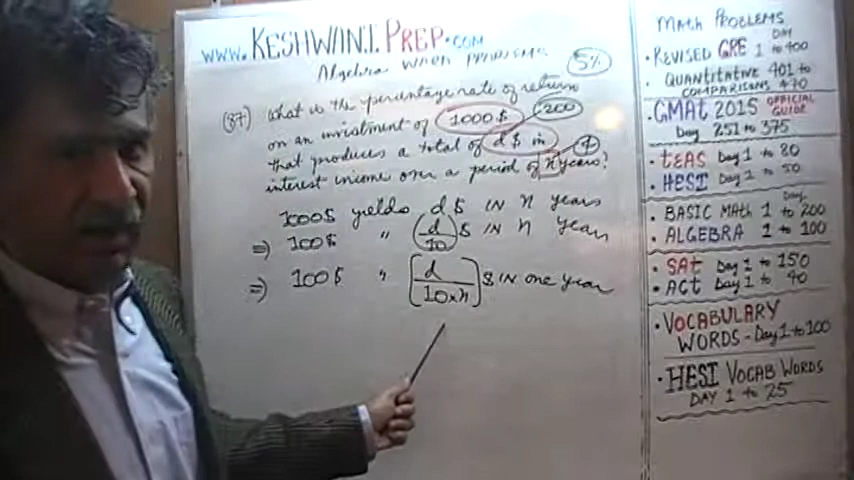 WWW.KESHWANIPREP.COM
Algebra WORD PROBLEMS
5%
(37) What is the percentage rate of return
200
on an investment of 1000$
that produces a total of d$ in
4
interest income over a period of n years?
1000$ yields d$ IN n years
=> 100$ " (d/10)$ IN n years
=> 100$ " [d/10×n]$ IN one year
MATH PROBLEMS
DAY
• REVISED GRE 1 to 400
• QUANTITATIVE 401 to
COMPARISONS 470
• GMAT 2015 OFFICIAL GUIDE
Day 251 to 375
• TEAS Day 1 to 80
• HESI Day 1 to 50
Day
• BASIC MATH 1 to 200
• ALGEBRA 1 to 100
• SAT Day 1 to 150
• ACT Day 1 to 40
• VOCABULARY
WORDS - Day 1 to 100
• HESI VOCAB WORDS
DAY 1 to 25